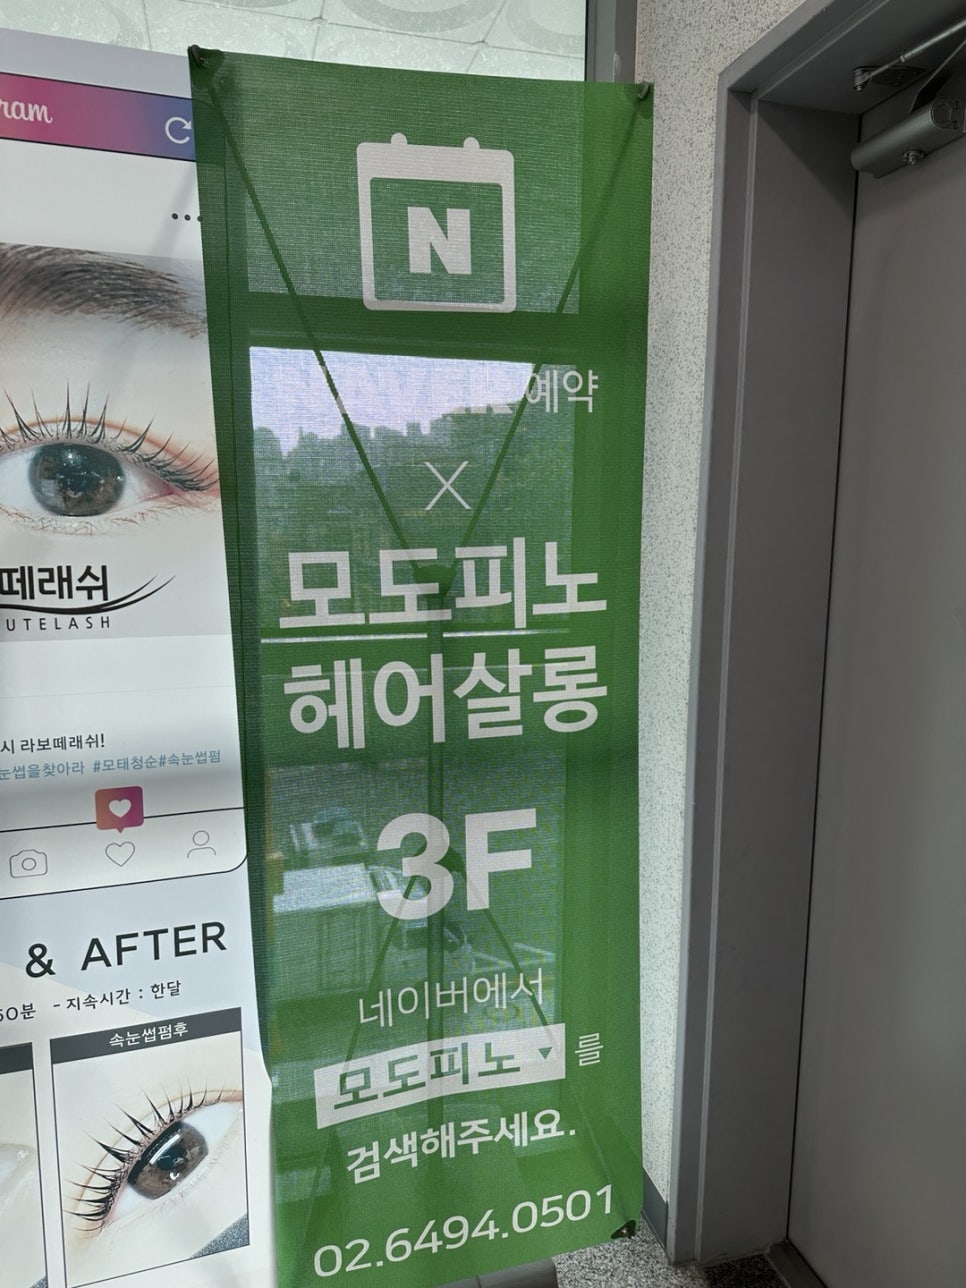 ram
떼래쉬
UTELASH
시 라보떼래쉬!
눈썹을찾아라 #모태청순#속눈썹펌
& AFTER
50분 - 지속시간 : 한달
속눈썹펌후
N
예약
X
모도피노
헤어살롱
3F
네이버에서
모도피노 를
검색해주세요.
02.6494.0501